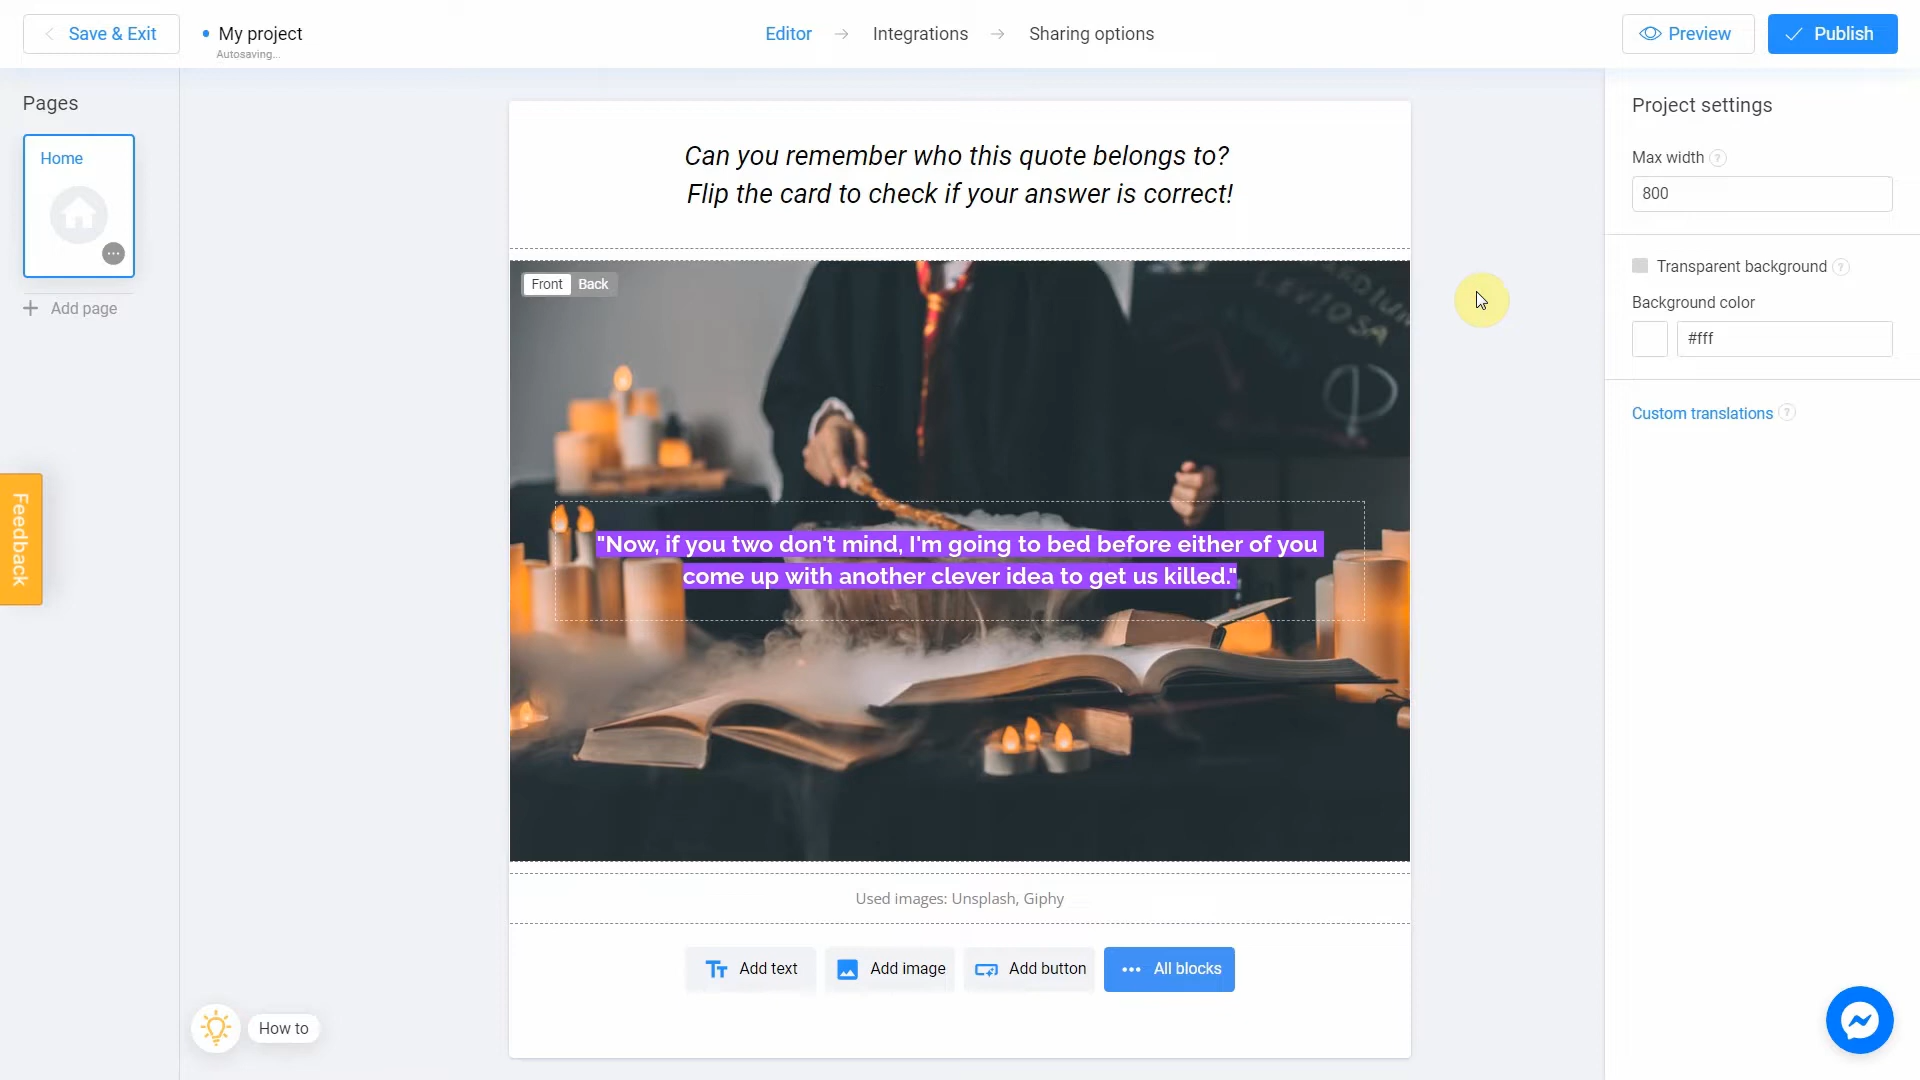 Save & Exit
My project
Autosaving...
Editor
Integrations
Sharing options
Preview
Publish
Pages
Home
Add page
Feedback
How to
Can you remember who this quote belongs to?
Flip the card to check if your answer is correct!
Front
Back
LEVIOSA
"Now, if you two don't mind, I'm going to bed before either of you
come up with another clever idea to get us killed."
Used images: Unsplash, Giphy
Add text
Add image
Add button
All blocks
Project settings
Max width ?
800
Transparent background ?
Background color
#fff
Custom translations ?